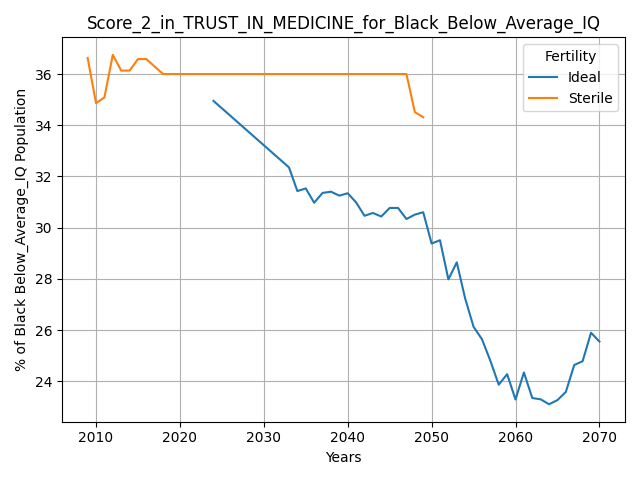 Score_2_in_TRUST_IN_MEDICINE_for_Black_Below_Average_IQ
% of Black Below_Average_IQ Population
36
34
32
30
28
26
24
Fertility
Ideal
Sterile
2010 2020 2030 2040 2050 2060 2070
Years